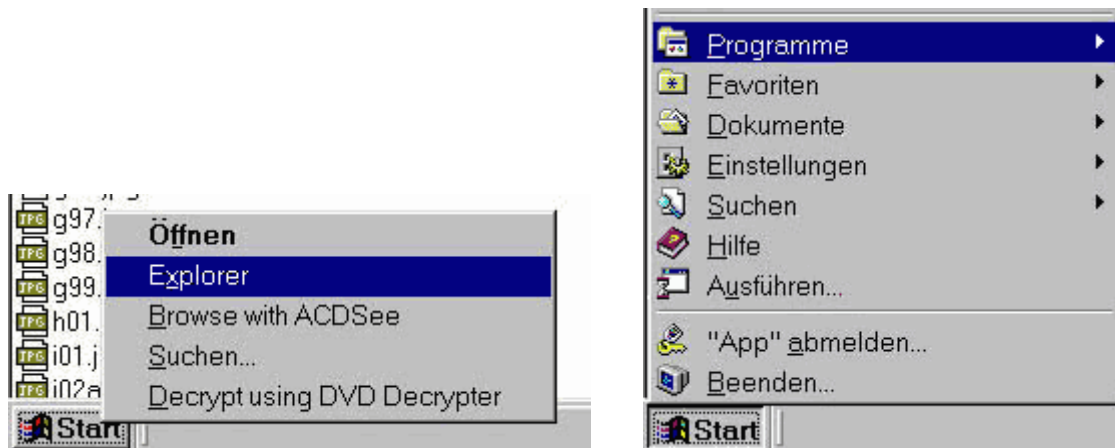 g97.
Öffnen
g98.
Explorer
g99.
h01.
Browse with ACDSee
i01.j
Suchen...
i02a
Decrypt using DVD Decrypter
Start
Programme
Favoriten
Dokumente
Einstellungen
Suchen
Hilfe
Ausführen...
"App" abmelden...
Beenden...
Start